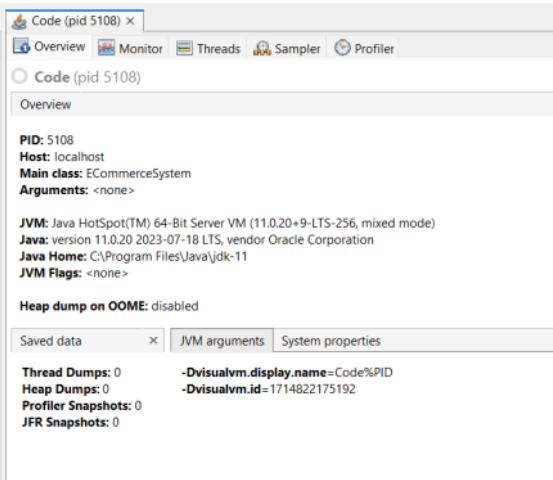 Code (pid 5108) ×
Overview Monitor Threads Sampler Profiler
Code (pid 5108)
Overview
PID: 5108
Host: localhost
Main class: ECommerceSystem
Arguments: <none>
JVM: Java HotSpot(TM) 64-Bit Server VM (11.0.20+9-LTS-256, mixed mode)
Java: version 11.0.20 2023-07-18 LTS, vendor Oracle Corporation
Java Home: C:\Program Files\Java\jdk-11
JVM Flags: <none>
Heap dump on OOME: disabled
Saved data × JVM arguments System properties
Thread Dumps: 0
Heap Dumps: 0
Profiler Snapshots: 0
JFR Snapshots: 0
-Dvisualvm.display.name=Code%PID
-Dvisualvm.id=1714822175192